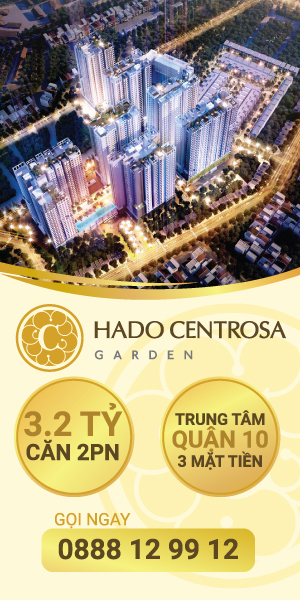 HADO CENTROSA
GARDEN
3.2 TỶ
CĂN 2PN
TRUNG TÂM
QUẬN 10
3 MẶT TIỀN
GỌI NGAY
0888 12 99 12